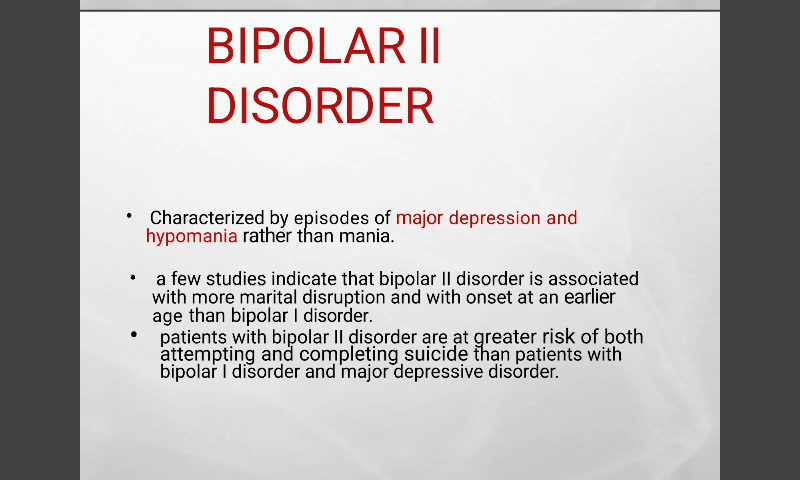 BIPOLAR II
DISORDER
• Characterized by episodes of major depression and
hypomania rather than mania.
• a few studies indicate that bipolar II disorder is associated
with more marital disruption and with onset at an earlier
age than bipolar I disorder.
• patients with bipolar II disorder are at greater risk of both
attempting and completing suicide than patients with
bipolar I disorder and major depressive disorder.